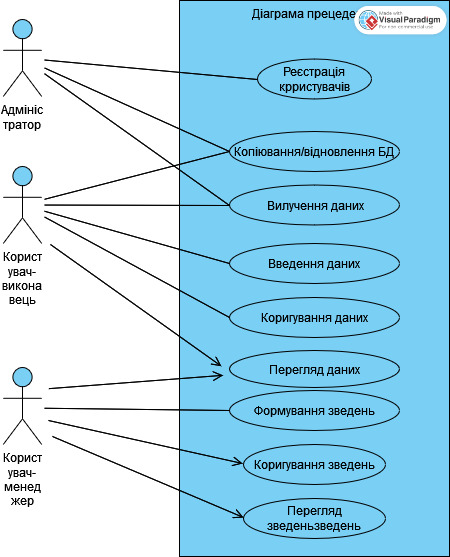 Діаграма прецеде
Made with
Visual Paradigm
For non-commercial use
Адмініс
тратор
Реєстрація
крристувачів
Копіювання/відновлення БД
Вилучення даних
Корист
увач-
викона
вець
Введення даних
Коригування даних
Перегляд даних
Формування зведень
Корист
увач-
менед
жер
Коригування зведень
Перегляд
зведеньзведень